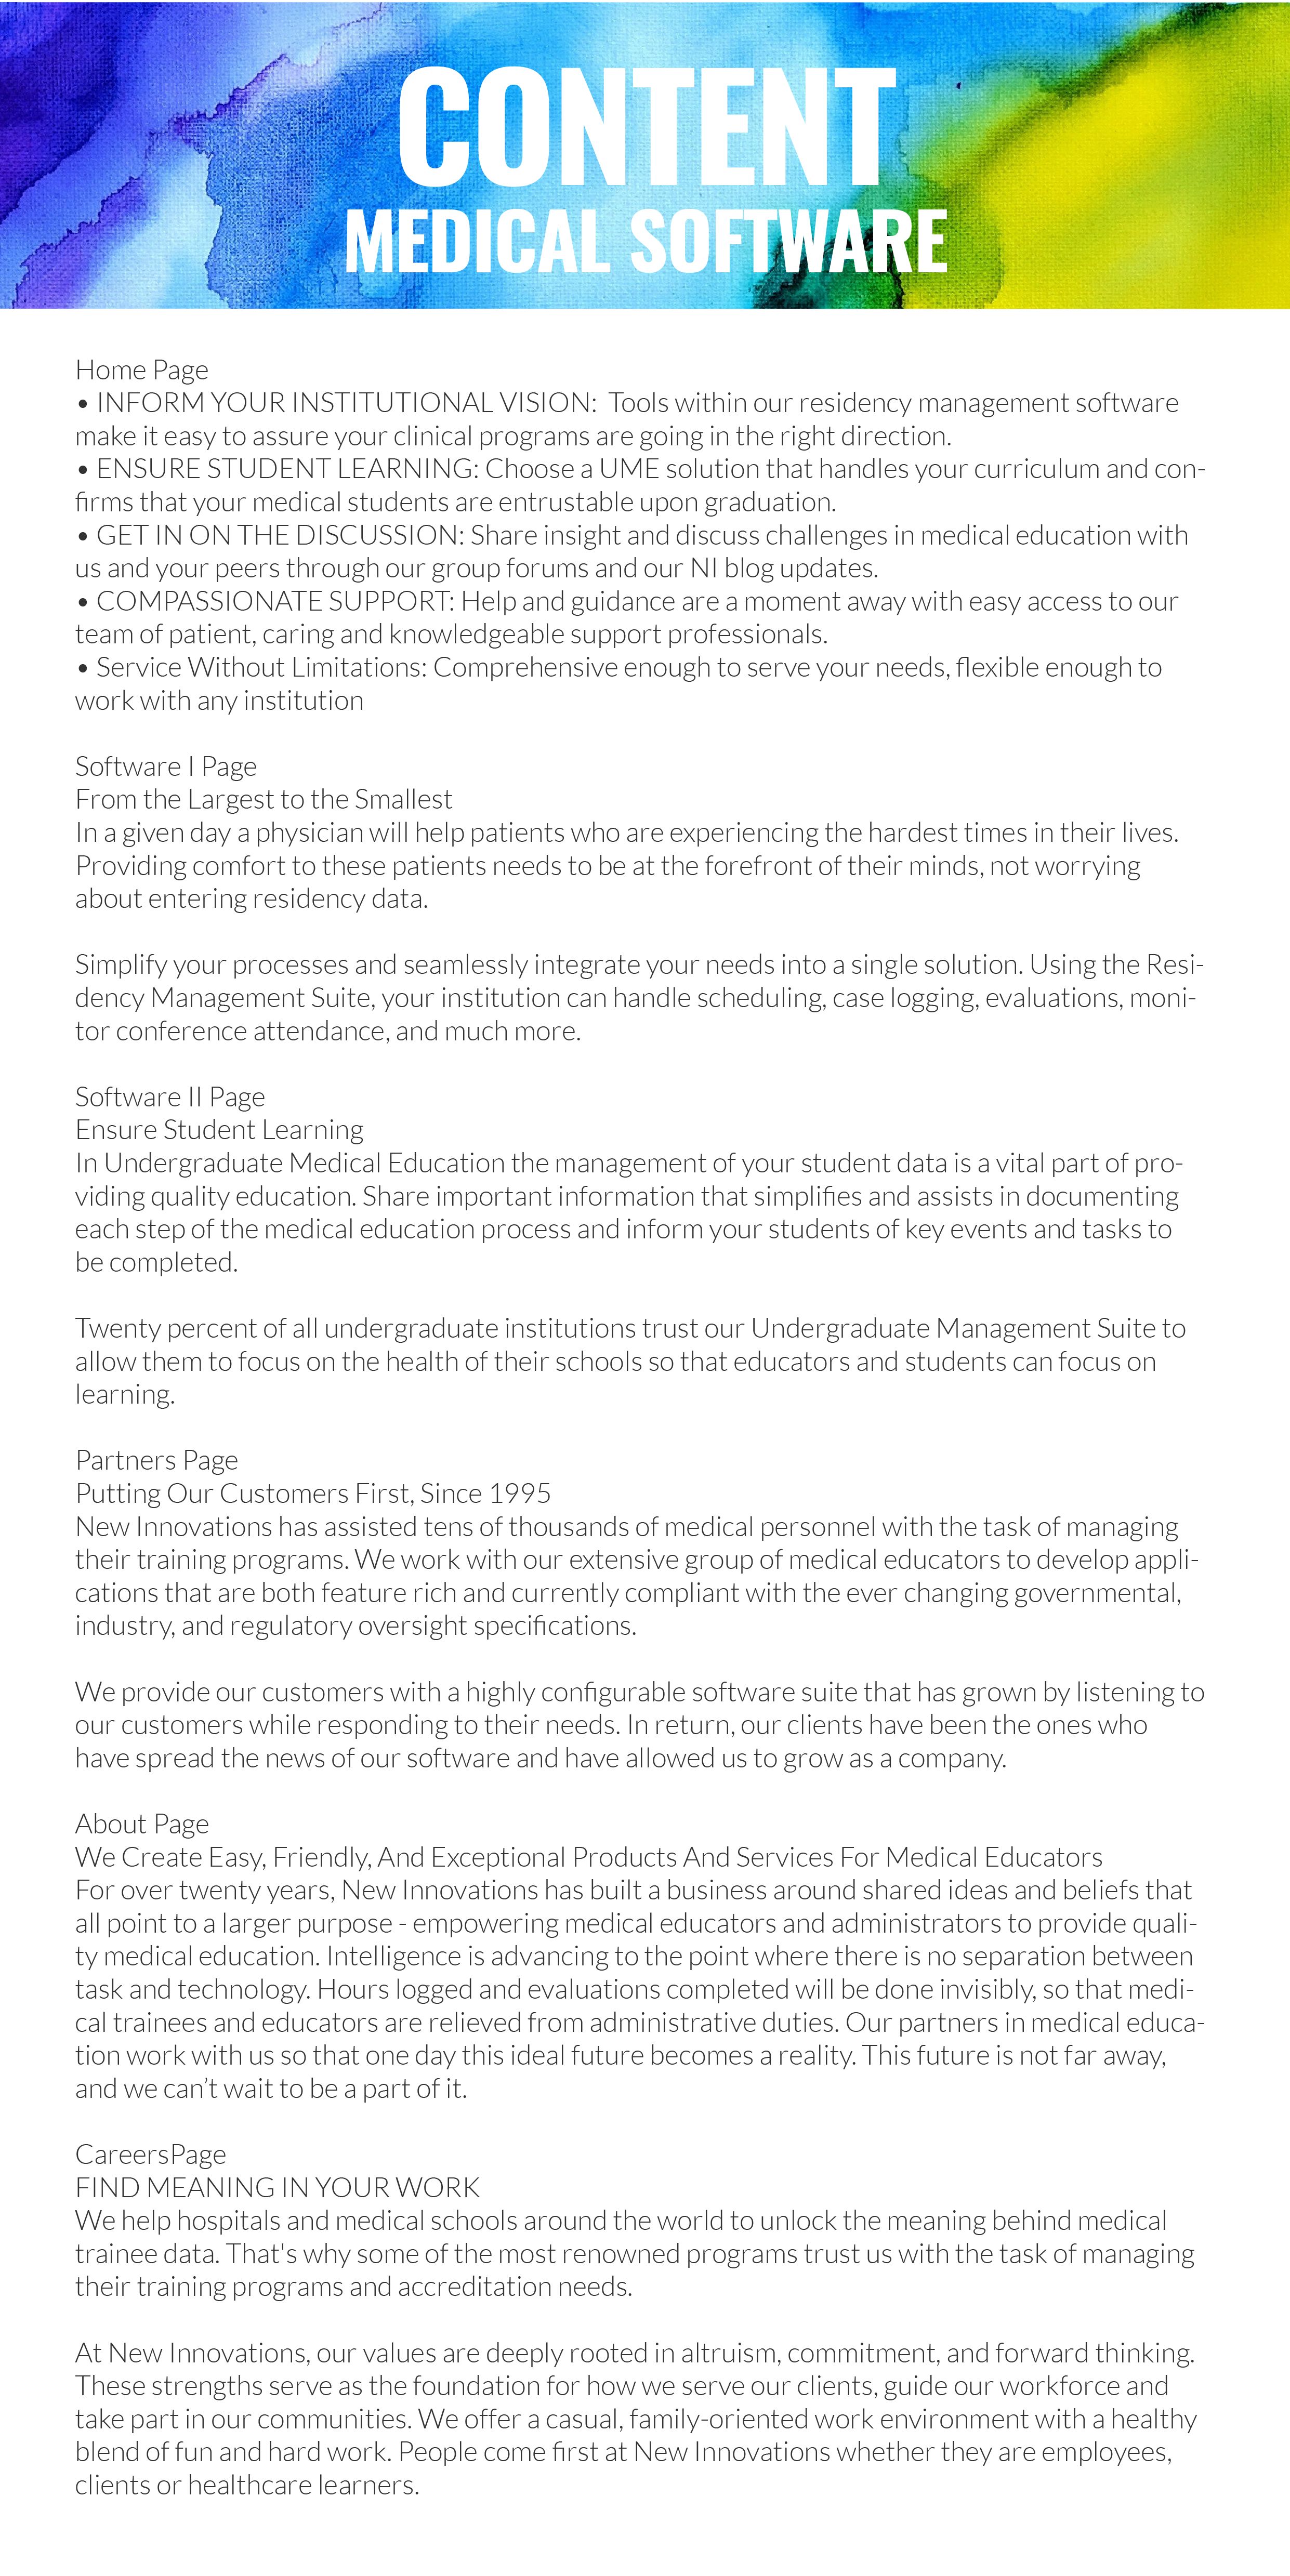 CONTENT
MEDICAL SOFTWARE
Home Page
• INFORM YOUR INSTITUTIONAL VISION:  Tools within our residency management software
make it easy to assure your clinical programs are going in the right direction.
• ENSURE STUDENT LEARNING: Choose a UME solution that handles your curriculum and con-
firms that your medical students are entrustable upon graduation.
• GET IN ON THE DISCUSSION: Share insight and discuss challenges in medical education with
us and your peers through our group forums and our NI blog updates.
• COMPASSIONATE SUPPORT: Help and guidance are a moment away with easy access to our
team of patient, caring and knowledgeable support professionals.
• Service Without Limitations: Comprehensive enough to serve your needs, flexible enough to
work with any institution
Software I Page
From the Largest to the Smallest
In a given day a physician will help patients who are experiencing the hardest times in their lives.
Providing comfort to these patients needs to be at the forefront of their minds, not worrying
about entering residency data.
Simplify your processes and seamlessly integrate your needs into a single solution. Using the Resi-
dency Management Suite, your institution can handle scheduling, case logging, evaluations, moni-
tor conference attendance, and much more.
Software II Page
Ensure Student Learning
In Undergraduate Medical Education the management of your student data is a vital part of pro-
viding quality education. Share important information that simplifies and assists in documenting
each step of the medical education process and inform your students of key events and tasks to
be completed.
Twenty percent of all undergraduate institutions trust our Undergraduate Management Suite to
allow them to focus on the health of their schools so that educators and students can focus on
learning.
Partners Page
Putting Our Customers First, Since 1995
New Innovations has assisted tens of thousands of medical personnel with the task of managing
their training programs. We work with our extensive group of medical educators to develop appli-
cations that are both feature rich and currently compliant with the ever changing governmental,
industry, and regulatory oversight specifications.
We provide our customers with a highly configurable software suite that has grown by listening to
our customers while responding to their needs. In return, our clients have been the ones who
have spread the news of our software and have allowed us to grow as a company.
About Page
We Create Easy, Friendly, And Exceptional Products And Services For Medical Educators
For over twenty years, New Innovations has built a business around shared ideas and beliefs that
all point to a larger purpose - empowering medical educators and administrators to provide quali-
ty medical education. Intelligence is advancing to the point where there is no separation between
task and technology. Hours logged and evaluations completed will be done invisibly, so that medi-
cal trainees and educators are relieved from administrative duties. Our partners in medical educa-
tion work with us so that one day this ideal future becomes a reality. This future is not far away,
and we can’t wait to be a part of it.
CareersPage
FIND MEANING IN YOUR WORK
We help hospitals and medical schools around the world to unlock the meaning behind medical
trainee data. That's why some of the most renowned programs trust us with the task of managing
their training programs and accreditation needs.
At New Innovations, our values are deeply rooted in altruism, commitment, and forward thinking.
These strengths serve as the foundation for how we serve our clients, guide our workforce and
take part in our communities. We offer a casual, family-oriented work environment with a healthy
blend of fun and hard work. People come first at New Innovations whether they are employees,
clients or healthcare learners.